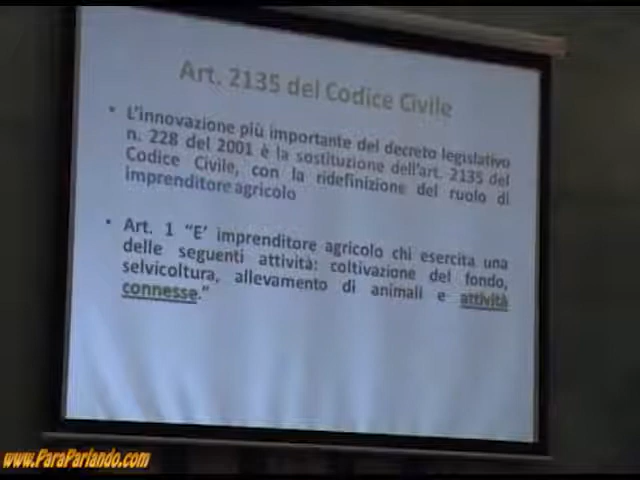 Art. 2135 del Codice Civile
• L'innovazione più importante del decreto legislativo
n. 228 del 2001 è la sostituzione dell'art. 2135 del
Codice Civile, con la ridefinizione del ruolo di
imprenditore agricolo
• Art. 1 "E' imprenditore agricolo chi esercita una
delle seguenti attività: coltivazione del fondo,
selvicoltura, allevamento di animali e attività
connesse."
www.ParaParlando.com